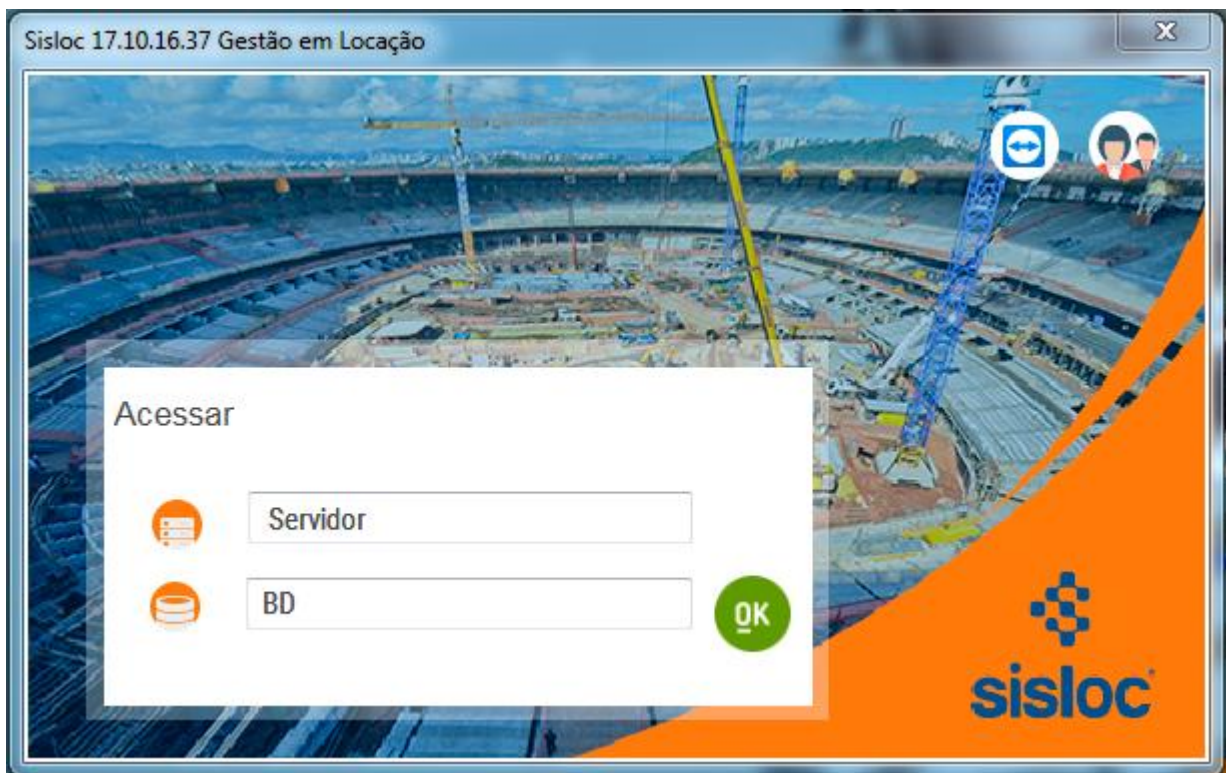 Sisloc 17.10.16.37 Gestão em Locação
Acessar
Servidor
BD
OK
sisloc